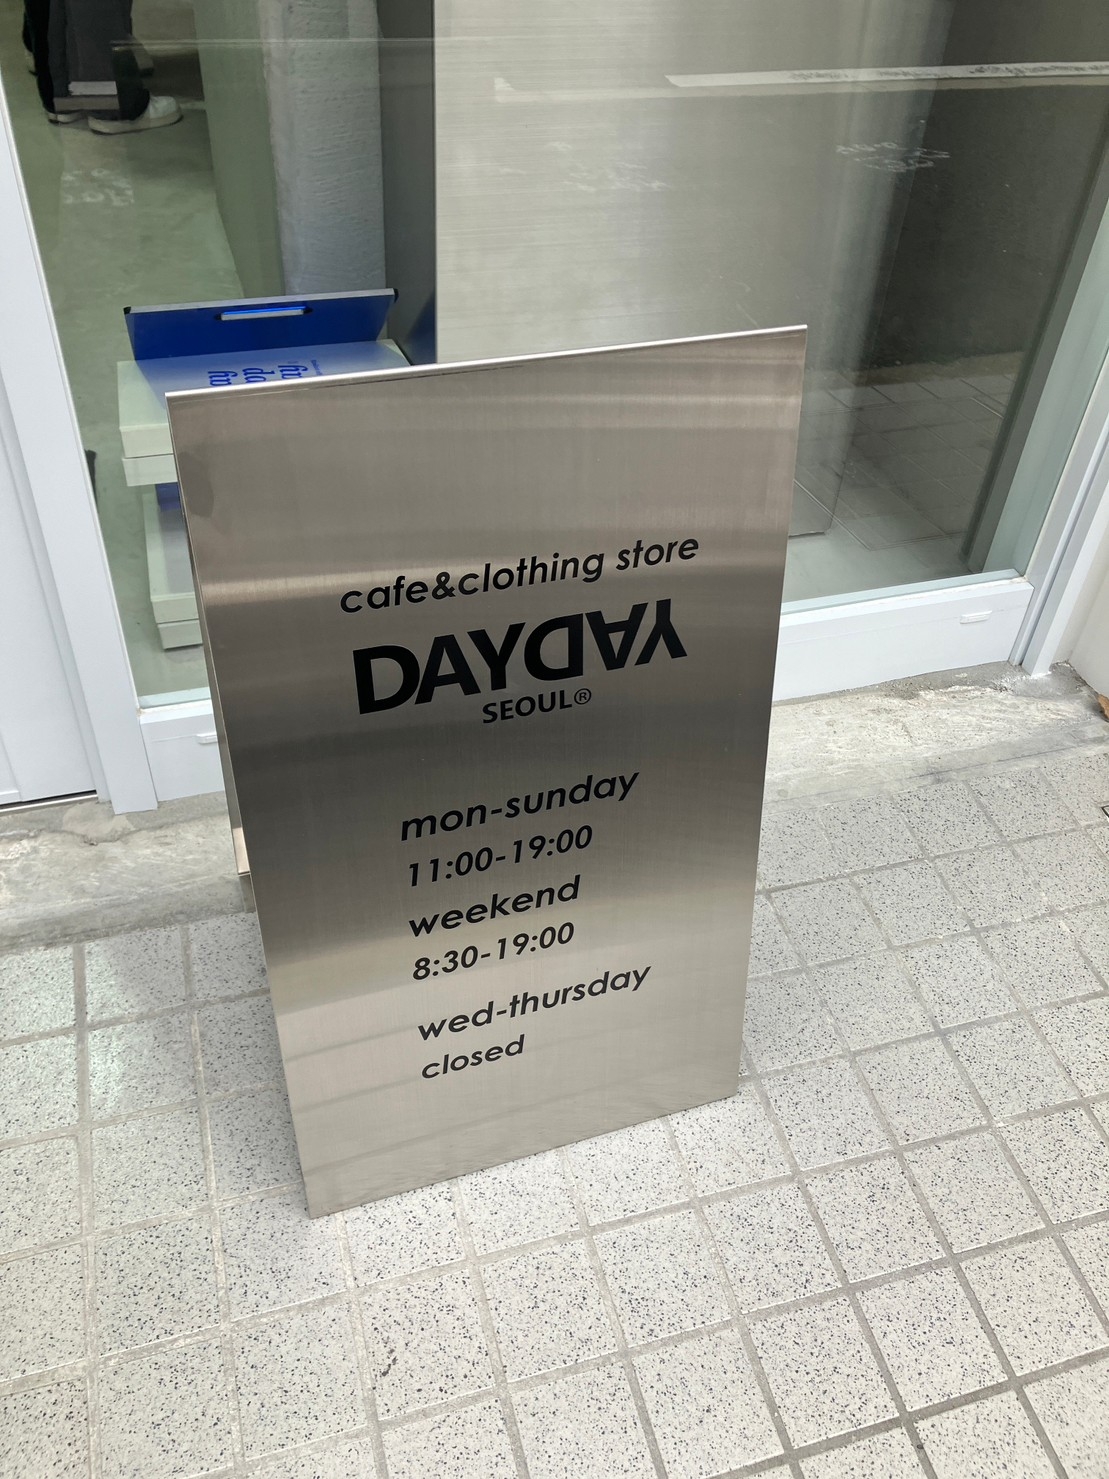 cafe&clothing store
DAYDAY
SEOUL®
mon-sunday
11:00-19:00
weekend
8:30-19:00
wed-thursday
closed